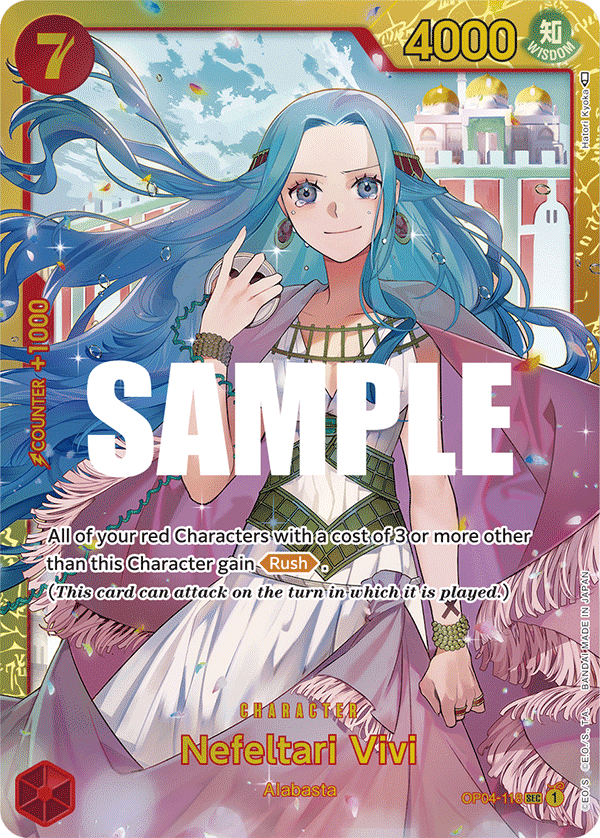 7
4000
知
WISDOM
Hatori Kyoka
COUNTER +1000
SAMPLE
All of your red Characters with a cost of 3 or more other
than this Character gain Rush.
(This card can attack on the turn in which it is played.)
CHARACTER
Nefeltari Vivi
Alabasta
OP04-118 SEC 1
©E.O/S. ©E.O./S., T.A. BANDAI MADE IN JAPAN